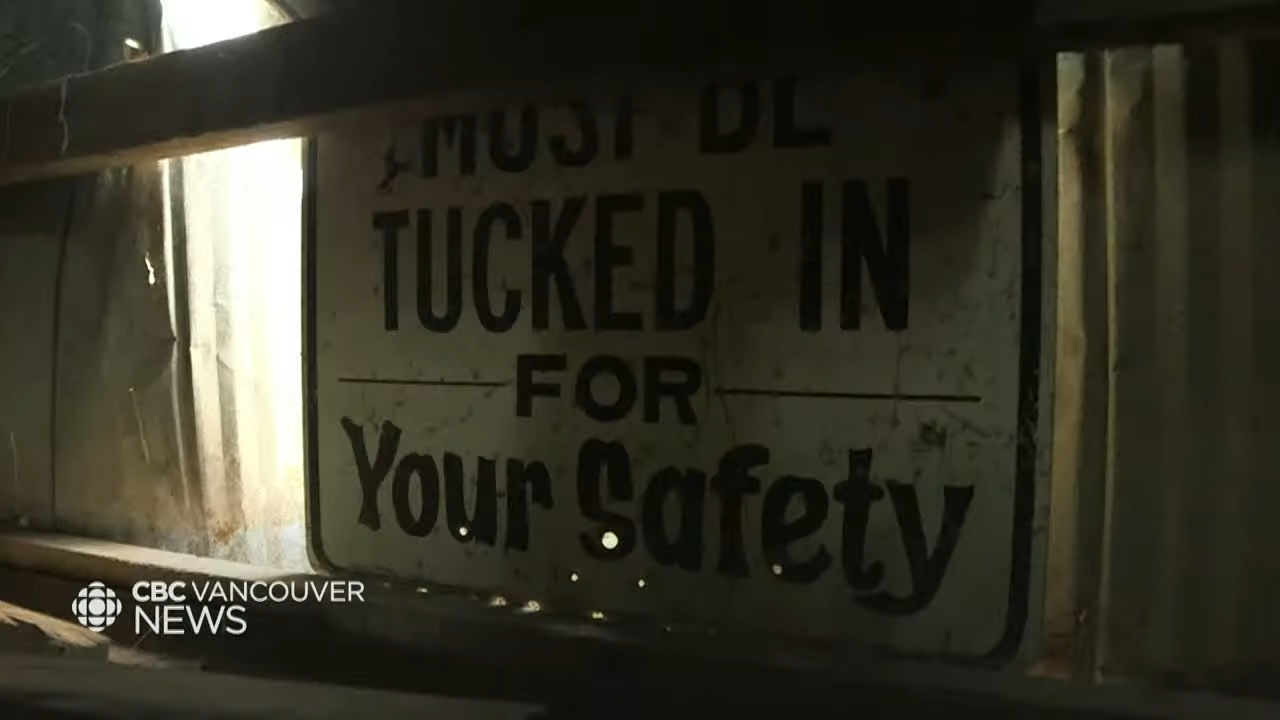 MUST BE
TUCKED IN
FOR
Your Safety
CBC VANCOUVER
NEWS